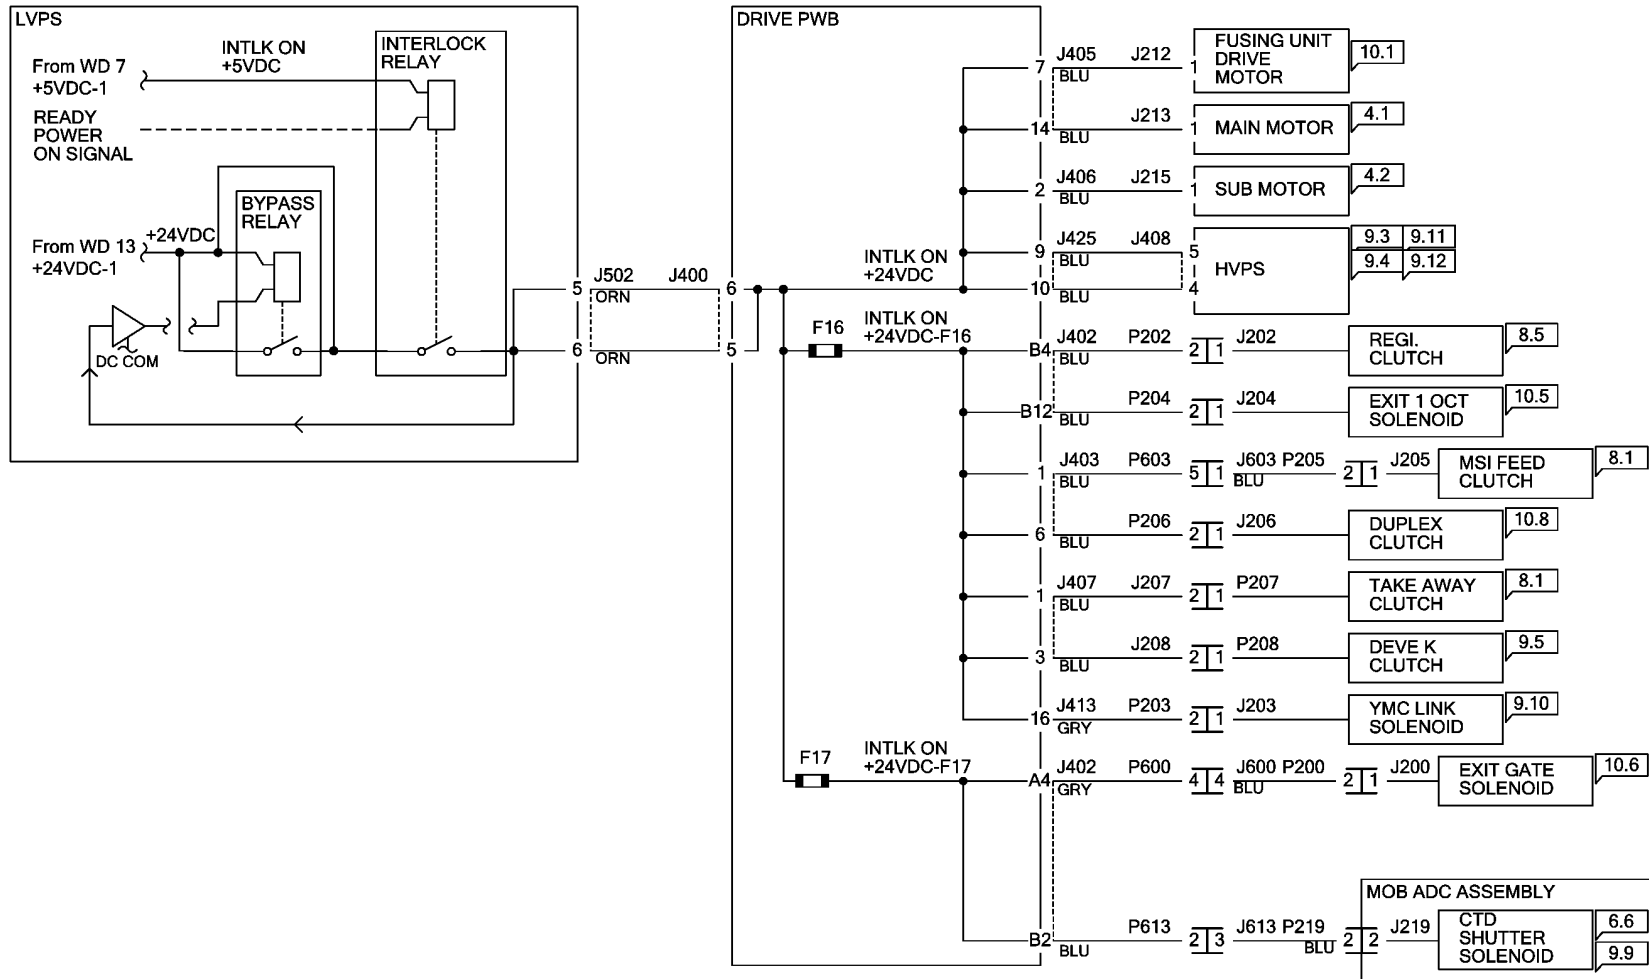 LVPS
From WD 7
+5VDC-1
INTLK ON
+5VDC
INTERLOCK
RELAY
READY
POWER
ON SIGNAL
BYPASS
RELAY
From WD 13
+24VDC-1
+24VDC
DC COM
5 J502 J400 6
ORN
6 5
ORN
DRIVE PWB
INTLK ON
+24VDC
F16
INTLK ON
+24VDC-F16
F17
INTLK ON
+24VDC-F17
7 J405 J212 1
BLU
FUSING UNIT
DRIVE
MOTOR
10.1
14 J213 1
BLU
MAIN MOTOR
4.1
2 J406 J215 1
BLU
SUB MOTOR
4.2
9 J425 J408 5
BLU
10 4
BLU
HVPS
9.3 9.11
9.4 9.12
B4 J402 P202 2 1 J202
BLU
REGI.
CLUTCH
8.5
B12 P204 2 1 J204
BLU
EXIT 1 OCT
SOLENOID
10.5
1 J403 P603 5 1 J603 P205 2 1 J205
BLU BLU
MSI FEED
CLUTCH
8.1
6 P206 2 1 J206
BLU
DUPLEX
CLUTCH
10.8
1 J407 J207 2 1 P207
BLU
TAKE AWAY
CLUTCH
8.1
3 J208 2 1 P208
BLU
DEVE K
CLUTCH
9.5
16 J413 P203 2 1 J203
GRY
YMC LINK
SOLENOID
9.10
A4 J402 P600 4 4 J600 P200 2 1 J200
GRY BLU
EXIT GATE
SOLENOID
10.6
MOB ADC ASSEMBLY
B2 P613 2 3 J613 P219 2 2 J219
BLU BLU
CTD
SHUTTER
SOLENOID
6.6
9.9